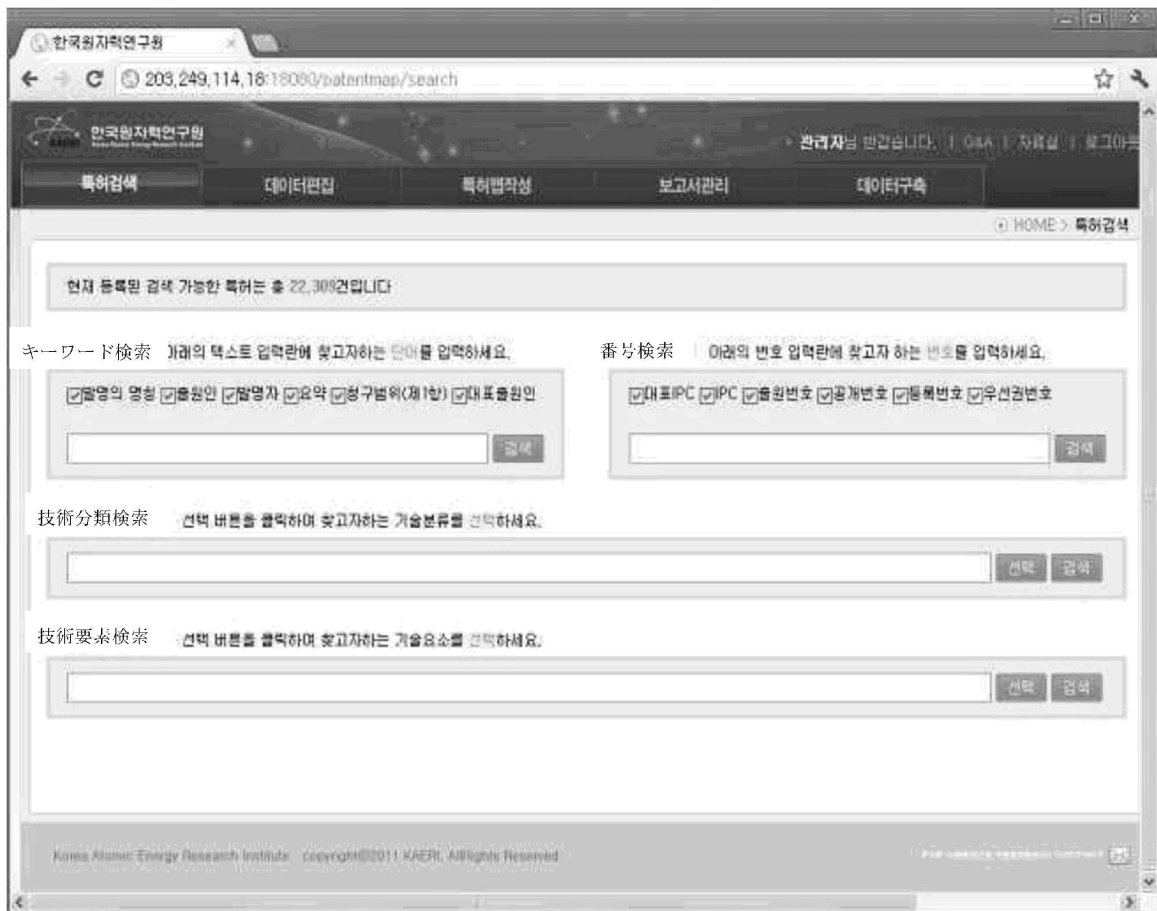 한국원자력연구원
203,249,114,18:18080/patentmap/search
한국원자력연구원
관리자님 반갑습니다. | Q&A | 자료실 | 로그아웃
특허검색 데이터편집 특허맵작성 보고서관리 데이터구축
HOME > 특허검색
현재 등록된 검색 가능한 특허는 총 22,309건입니다
キーワード検索 아래의 텍스트 입력란에 찾고자하는 단어를 입력하세요.
番号検索 아래의 번호 입력란에 찾고자 하는 번호를 입력하세요.
발명의 명칭 출원인 발명자 요약 청구범위(제1항) 대표출원인
대표IPC IPC 출원번호 공개번호 등록번호 우선권번호
검색
검색
技術分類検索 선택 버튼을 클릭하여 찾고자하는 기술분류를 선택하세요.
선택 검색
技術要素検索 선택 버튼을 클릭하여 찾고자하는 기술요소를 선택하세요.
선택 검색
Korea Atomic Energy Research Institute copyright©2011 KAERI, AllRights Reserved